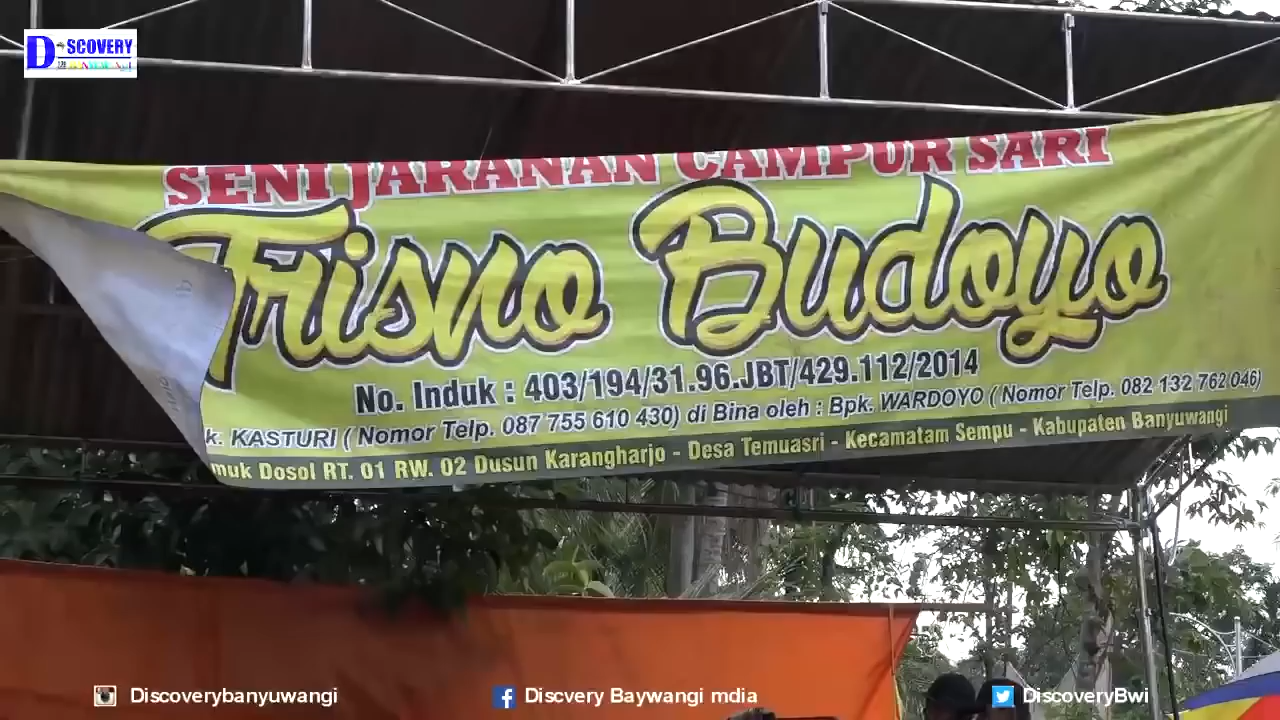 DISCOVERY
SENI JARANAN CAMPUR SARI
Trisno Budoyo
No. Induk : 403/194/31.96.JBT/429.112/2014
k. KASTURI ( Nomor Telp. 087 755 610 430) di Bina oleh : Bpk. WARDOYO ( Nomor Telp. 082 132 762 046)
muk Dosol RT. 01 RW. 02 Dusun Karangharjo - Desa Temuasri - Kecamatam Sempu - Kabupaten Banyuwangi
Discoverybanyuwangi
Discvery Baywangi mdia
DiscoveryBwi